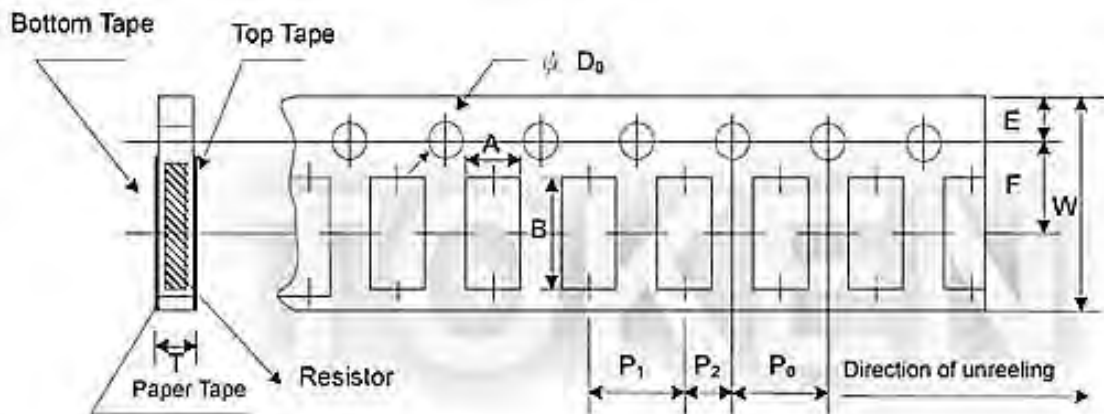 Bottom Tape
Top Tape
ψ D₀
E
A
F
W
B
T
P₁
P₂
P₀
Direction of unreeling
Paper Tape
Resistor